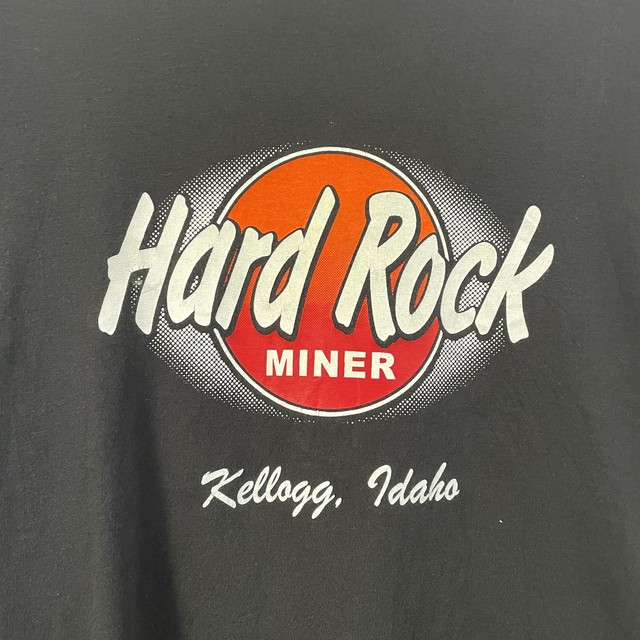 Hard Rock
MINER
Kellogg, Idaho